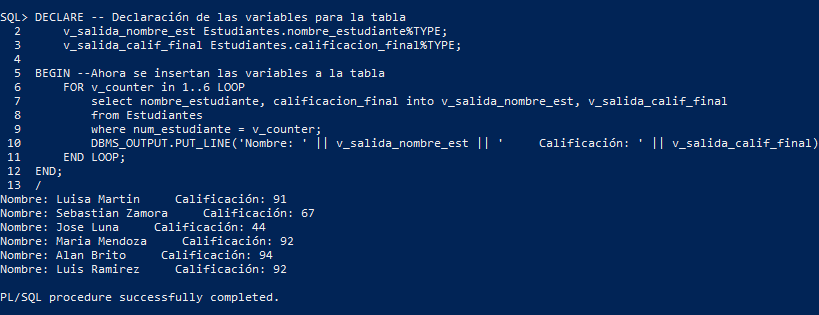 SQL> DECLARE -- Declaración de las variables para la tabla
  2      v_salida_nombre_est Estudiantes.nombre_estudiante%TYPE;
  3      v_salida_calif_final Estudiantes.calificacion_final%TYPE;
  4
  5  BEGIN --Ahora se insertan las variables a la tabla
  6      FOR v_counter in 1..6 LOOP
  7          select nombre_estudiante, calificacion_final into v_salida_nombre_est, v_salida_calif_final
  8          from Estudiantes
  9          where num_estudiante = v_counter;
 10          DBMS_OUTPUT.PUT_LINE('Nombre: ' || v_salida_nombre_est || '     Calificación: ' || v_salida_calif_final)
 11      END LOOP;
 12  END;
 13  /
Nombre: Luisa Martin     Calificación: 91
Nombre: Sebastian Zamora     Calificación: 67
Nombre: Jose Luna     Calificación: 44
Nombre: Maria Mendoza     Calificación: 92
Nombre: Alan Brito     Calificación: 94
Nombre: Luis Ramirez     Calificación: 92

PL/SQL procedure successfully completed.